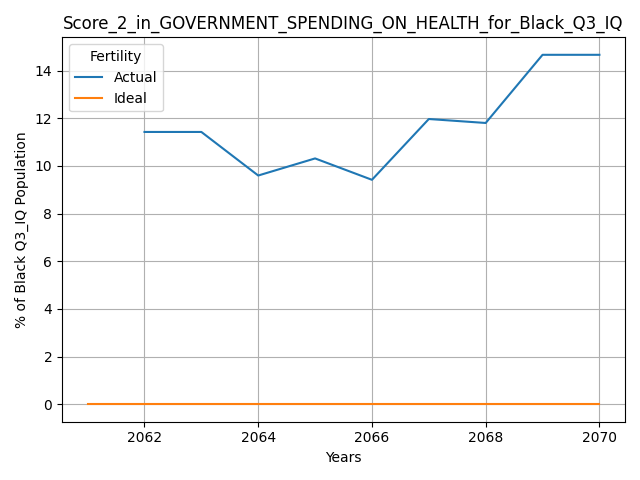 Score_2_in_GOVERNMENT_SPENDING_ON_HEALTH_for_Black_Q3_IQ
Fertility
Actual
Ideal
14
12
10
8
6
4
2
0
% of Black Q3_IQ Population
2062
2064
2066
2068
2070
Years